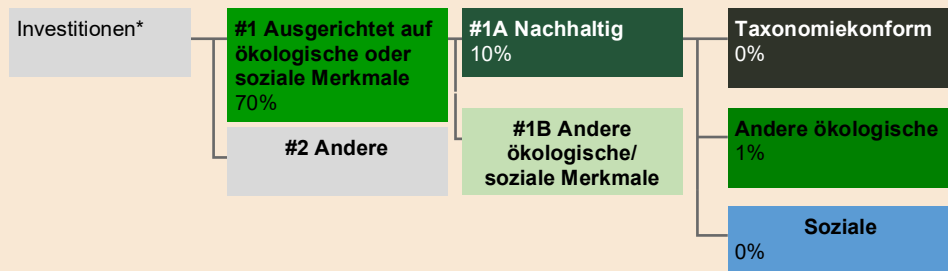 Investitionen*
#1 Ausgerichtet auf
ökologische oder
soziale Merkmale
70%
#2 Andere
#1A Nachhaltig
10%
#1B Andere
ökologische/
soziale Merkmale
Taxonomiekonform
0%
Andere ökologische
1%
Soziale
0%